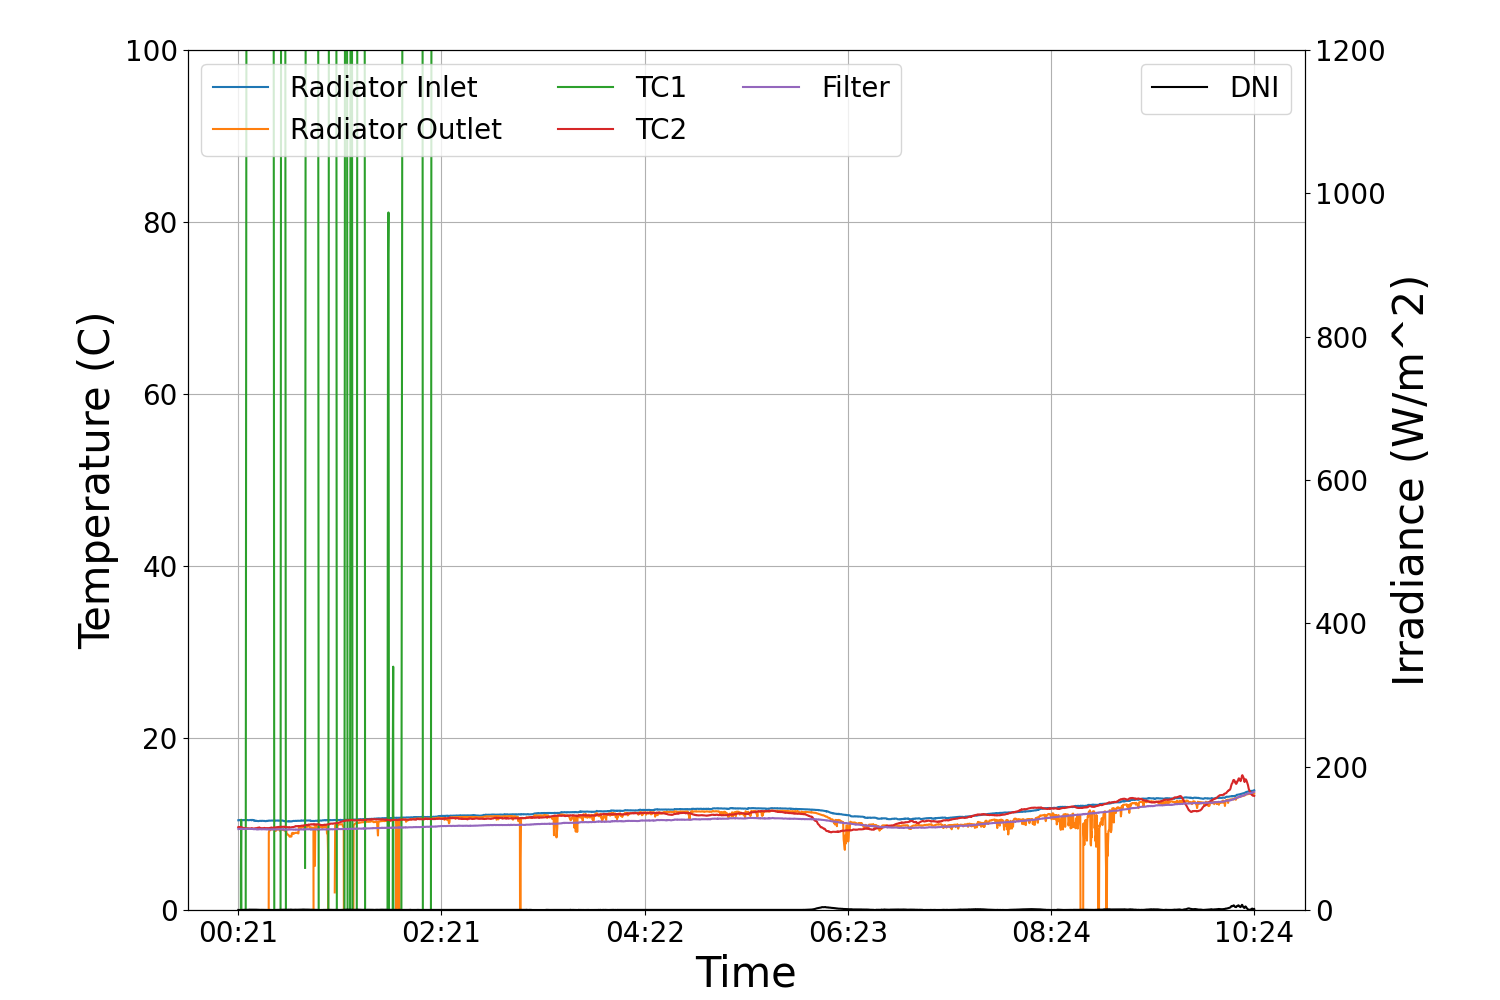 Radiator Inlet
Radiator Outlet
TC1
TC2
Filter
DNI
100
80
60
40
20
0
Temperature (C)
1200
1000
800
600
400
200
0
Irradiance (W/m^2)
00:21 02:21 04:22 06:23 08:24 10:24
Time